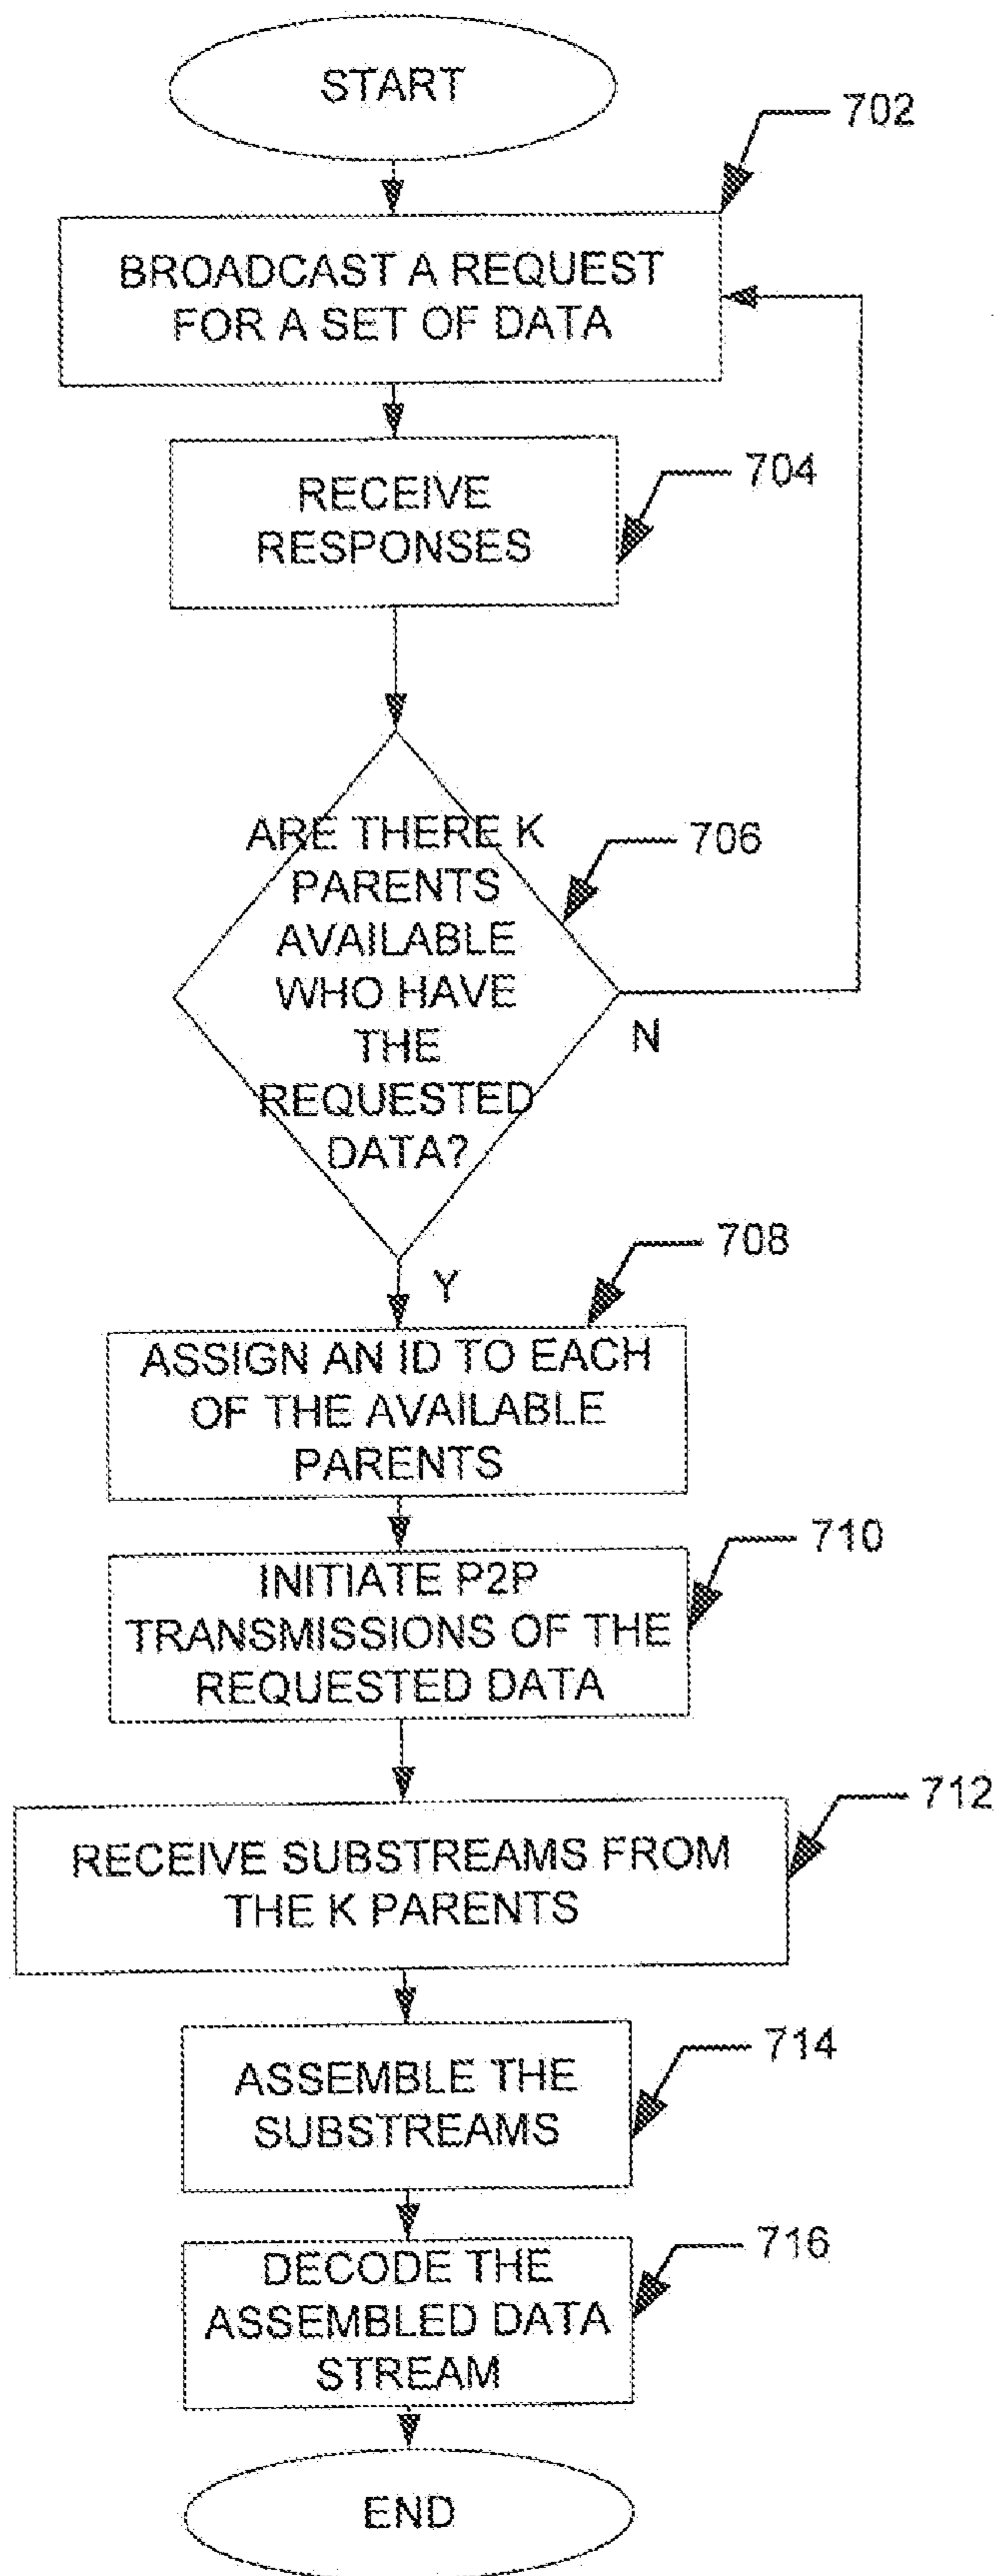 START
702
BROADCAST A REQUEST
FOR A SET OF DATA
704
RECEIVE
RESPONSES
706
ARE THERE K
PARENTS
AVAILABLE
WHO HAVE
THE
REQUESTED
DATA?
N
Y
708
ASSIGN AN ID TO EACH
OF THE AVAILABLE
PARENTS
710
INITIATE P2P
TRANSMISSIONS OF THE
REQUESTED DATA
712
RECEIVE SUBSTREAMS FROM
THE K PARENTS
714
ASSEMBLE THE
SUBSTREAMS
716
DECODE THE
ASSEMBLED DATA
STREAM
END